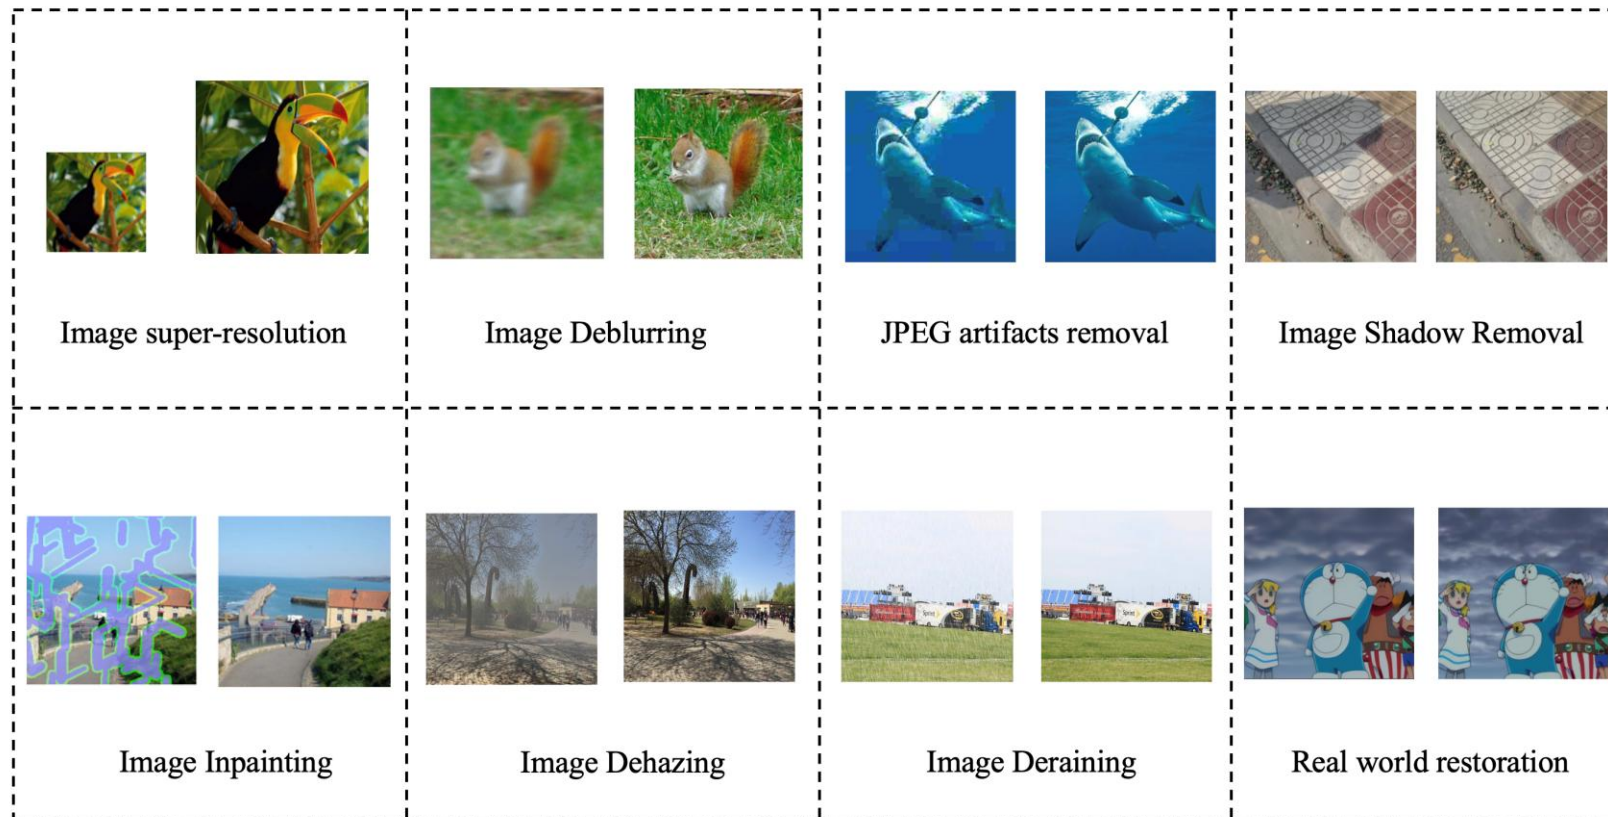 Image super-resolution
Image Deblurring
JPEG artifacts removal
Image Shadow Removal
Sprint
Image Inpainting
Image Dehazing
Image Deraining
Real world restoration